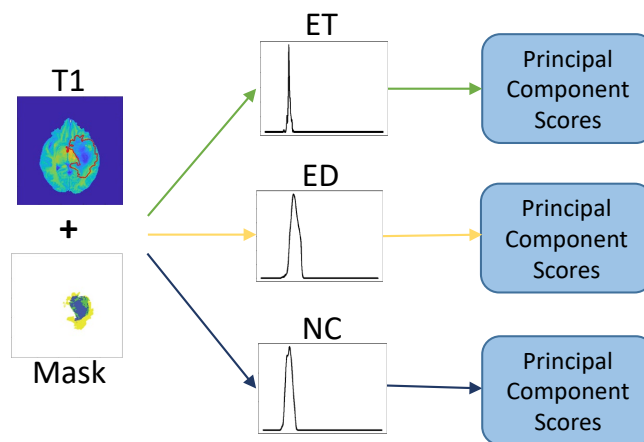 T1
+
Mask
ET
Principal
Component
Scores
ED
Principal
Component
Scores
NC
Principal
Component
Scores